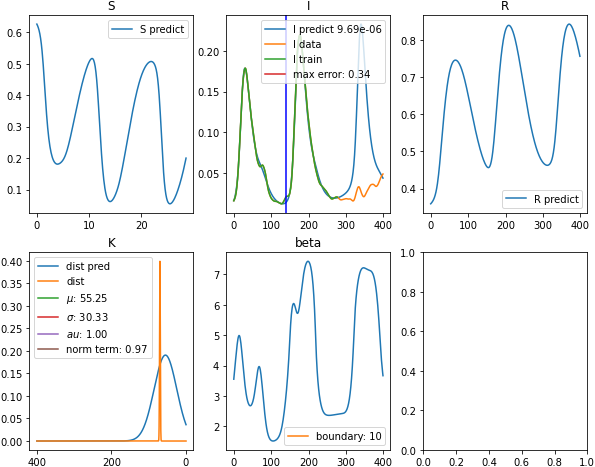 S
I
R
S predict
I predict 9.69e-06
I data
I train
max error: 0.34
R predict
0.6
0.5
0.4
0.3
0.2
0.1
0 10 20
0.20
0.15
0.10
0.05
0 100 200 300 400
0.8
0.7
0.6
0.5
0.4
0 100 200 300 400
K
beta
dist pred
dist
μ: 55.25
σ: 30.33
au: 1.00
norm term: 0.97
boundary: 10
0.40
0.35
0.30
0.25
0.20
0.15
0.10
0.05
0.00
400 200 0
7
6
5
4
3
2
0 100 200 300 400
1.0
0.8
0.6
0.4
0.2
0.0
0.0 0.2 0.4 0.6 0.8 1.0